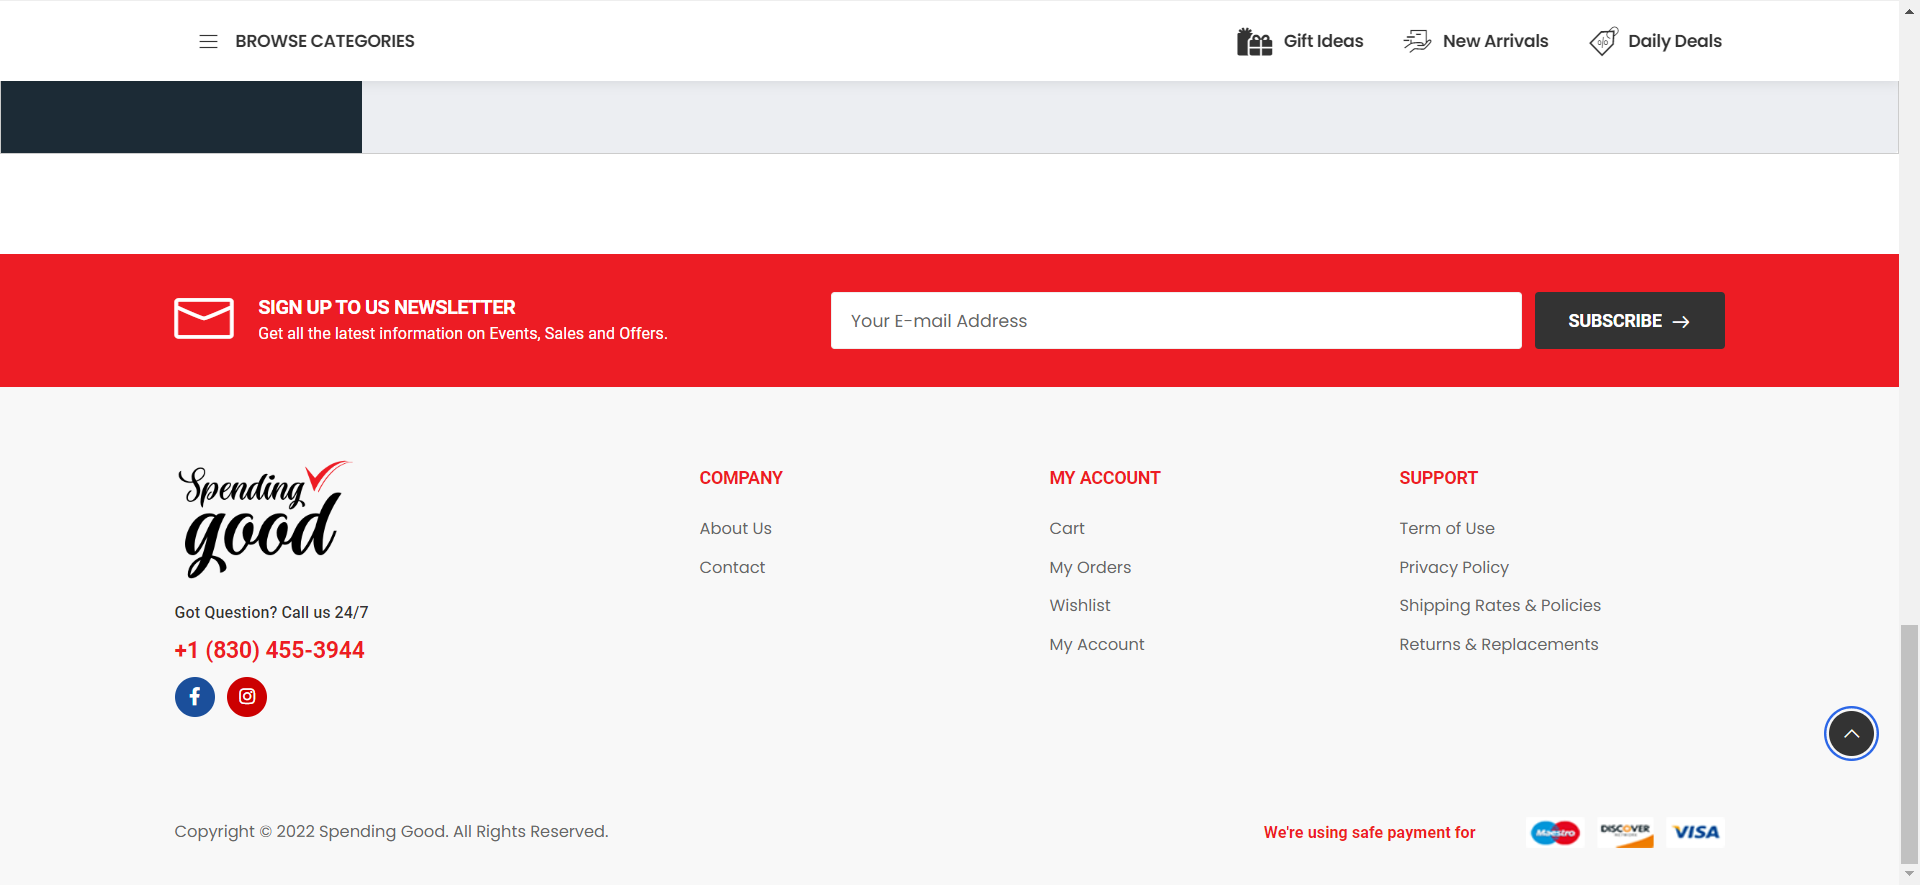 BROWSE CATEGORIES
Gift Ideas
New Arrivals
Daily Deals
SIGN UP TO US NEWSLETTER
Get all the latest information on Events, Sales and Offers.
Your E-mail Address
SUBSCRIBE
Spending
good
Got Question? Call us 24/7
+1 (830) 455-3944
COMPANY
About Us
Contact
MY ACCOUNT
Cart
My Orders
Wishlist
My Account
SUPPORT
Term of Use
Privacy Policy
Shipping Rates & Policies
Returns & Replacements
Copyright © 2022 Spending Good. All Rights Reserved.
We're using safe payment for
Maestro
DISCOVER
VISA